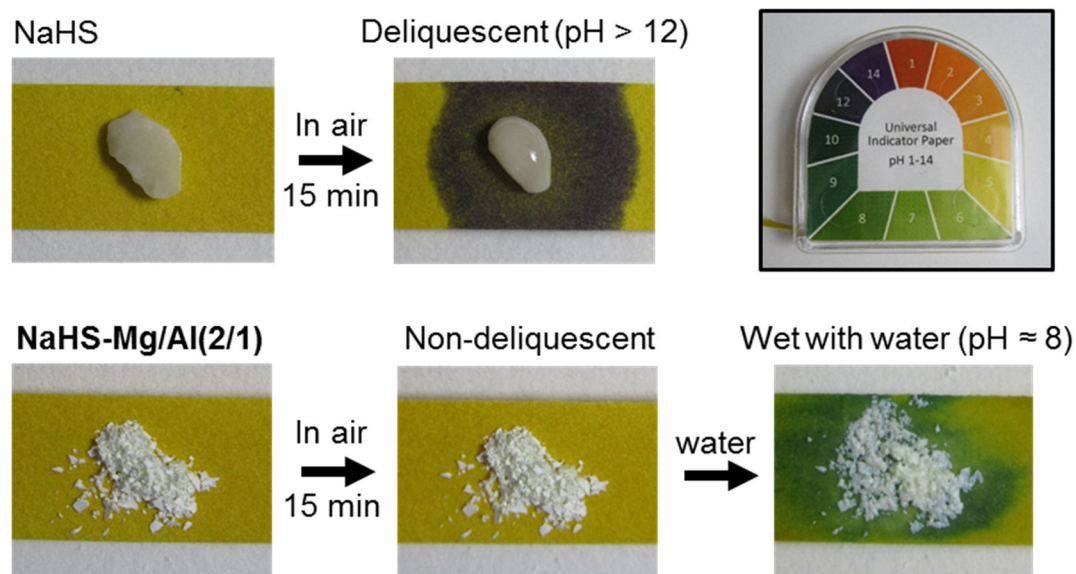 NaHS
Deliquescent (pH > 12)
In air
15 min
1
2
3
4
5
6
7
8
9
10
12
14
Universal
Indicator Paper
pH 1-14
NaHS-Mg/Al(2/1)
Non-deliquescent
Wet with water (pH ≈ 8)
In air
15 min
water